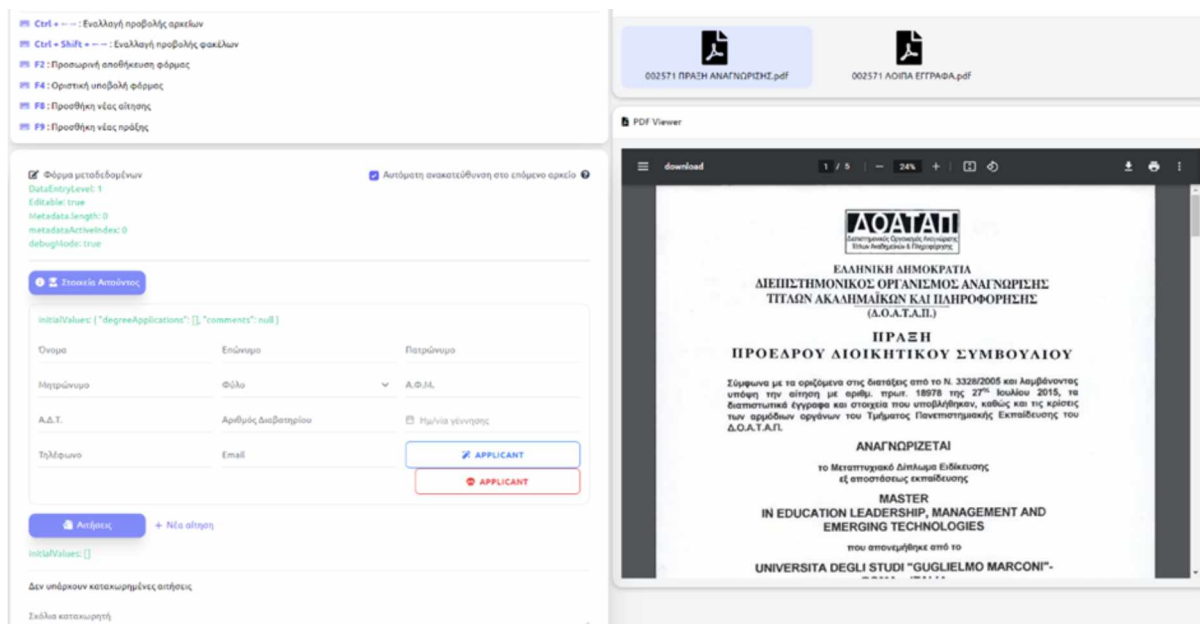 Ctrl + ←→ : Εναλλαγή προβολής αρχείων
Ctrl + Shift + ←→ : Εναλλαγή προβολής φακέλων
F2 : Προσωρινή αποθήκευση φόρμας
F4 : Οριστική υποβολή φόρμας
F8 : Προσθήκη νέας αίτησης
F9 : Προσθήκη νέας πράξης
Φόρμα μεταδεδομένων
Αυτόματη ανακατεύθυνση στο επόμενο αρχείο
DataEntryLevel: 1
Editable: true
Metadata.length: 0
metadataActiveIndex: 0
debugMode: true
Στοιχεία Αιτούντος
InitialValues: { "degreeApplications": [], "comments": null }
Όνομα
Επώνυμο
Πατρώνυμο
Μητρώνυμο
Φύλο
Α.Φ.Μ.
Α.Δ.Τ.
Αριθμός Διαβατηρίου
Ημ/νία γέννησης
Τηλέφωνο
Email
APPLICANT
APPLICANT
Αιτήσεις
+ Νέα αίτηση
InitialValues: []
Δεν υπάρχουν καταχωρημένες αιτήσεις
Σχόλια καταχωρητή
002571 ΠΡΑΞΗ ΑΝΑΓΝΩΡΙΣΗΣ.pdf
002571 ΛΟΙΠΑ ΕΓΓΡΑΦΑ.pdf
PDF Viewer
download
1 / 5
24%
ΔΟΑΤΑΠ
Διεπιστημονικός Οργανισμός Αναγνώρισης
Τίτλων Ακαδημαϊκών & Πληροφόρησης
ΕΛΛΗΝΙΚΗ ΔΗΜΟΚΡΑΤΙΑ
ΔΙΕΠΙΣΤΗΜΟΝΙΚΟΣ ΟΡΓΑΝΙΣΜΟΣ ΑΝΑΓΝΩΡΙΣΗΣ
ΤΙΤΛΩΝ ΑΚΑΔΗΜΑΪΚΩΝ ΚΑΙ ΠΛΗΡΟΦΟΡΗΣΗΣ
(Δ.Ο.Α.Τ.Α.Π.)
ΠΡΑΞΗ
ΠΡΟΕΔΡΟΥ ΔΙΟΙΚΗΤΙΚΟΥ ΣΥΜΒΟΥΛΙΟΥ
Σύμφωνα με τα οριζόμενα στις διατάξεις από το Ν. 3328/2005 και λαμβάνοντας
υπόψη την αίτηση με αριθμ. πρωτ. 18978 της 27ης Ιουλίου 2015, τα
διαπιστωτικά έγγραφα και στοιχεία που υποβλήθηκαν, καθώς και τις κρίσεις
των αρμόδιων οργάνων του Τμήματος Πανεπιστημιακής Εκπαίδευσης του
Δ.Ο.Α.Τ.Α.Π.
ΑΝΑΓΝΩΡΙΖΕΤΑΙ
το Μεταπτυχιακό Δίπλωμα Ειδίκευσης
εξ αποστάσεως εκπαίδευσης
MASTER
IN EDUCATION LEADERSHIP, MANAGEMENT AND
EMERGING TECHNOLOGIES
που απονεμήθηκε από το
UNIVERSITA DEGLI STUDI "GUGLIELMO MARCONI"-